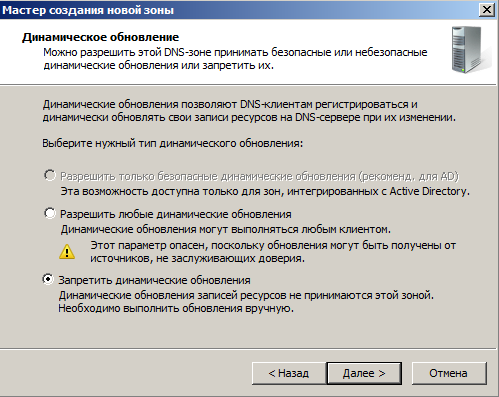 Мастер создания новой зоны
Динамическое обновление
Можно разрешить этой DNS-зоне принимать безопасные или небезопасные
динамические обновления или запретить их.
Динамические обновления позволяют DNS-клиентам регистрироваться и
динамически обновлять свои записи ресурсов на DNS-сервере при их изменении.
Выберите нужный тип динамического обновления:
Разрешить только безопасные динамические обновления (рекоменд. для AD)
Эта возможность доступна только для зон, интегрированных с Active Directory.
Разрешить любые динамические обновления
Динамические обновления могут выполняться любым клиентом.
Этот параметр опасен, поскольку обновления могут быть получены от
источников, не заслуживающих доверия.
Запретить динамические обновления
Динамические обновления записей ресурсов не принимаются этой зоной.
Необходимо выполнить обновления вручную.
< Назад
Далее >
Отмена